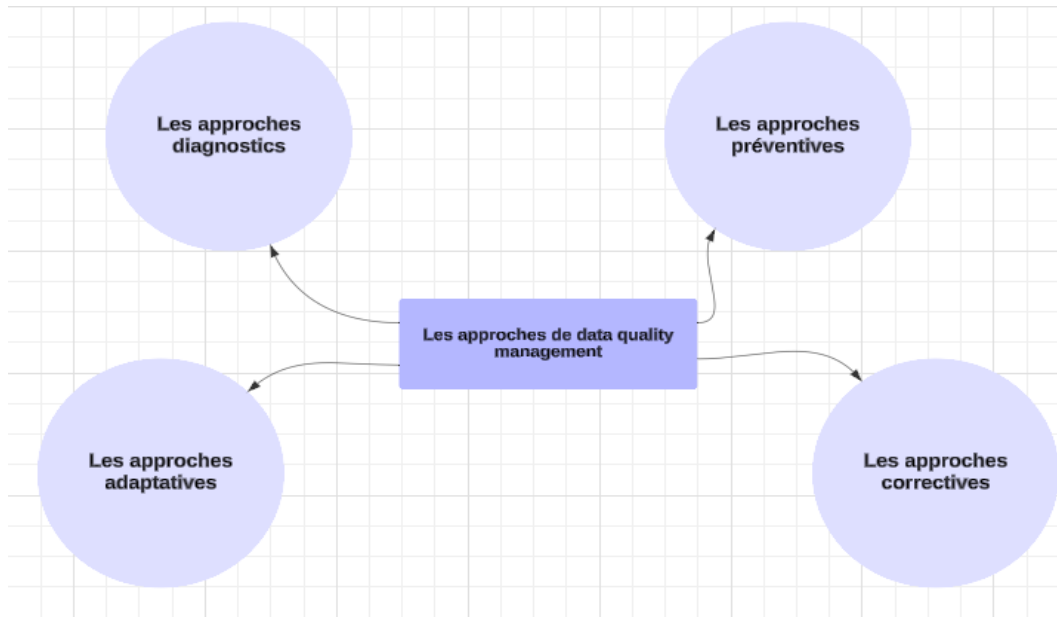 Les approches
diagnostics
Les approches
préventives
Les approches de data quality
management
Les approches
adaptatives
Les approches
correctives